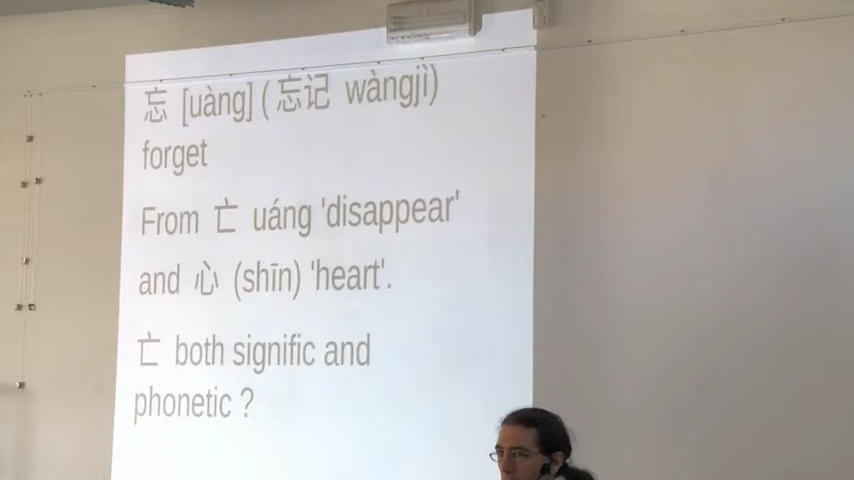 忘 [uàng] (忘记 wàngjì)
forget
From 亡 uáng 'disappear'
and 心 (shīn) 'heart'.
亡 both signific and
phonetic ?